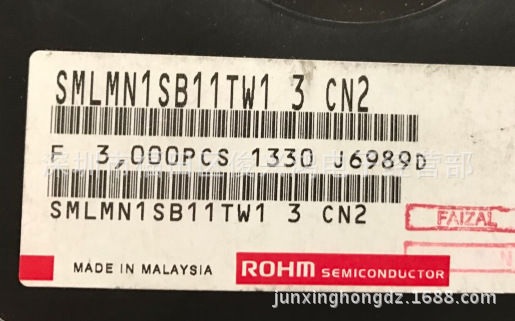 SMLMN1SB11TW1 3 CN2
F 3,000PCS 1330 J6989D
SMLMN1SB11TW1 3 CN2
FAIZAL
MADE IN MALAYSIA
ROHM SEMICONDUCTOR
junxinghongdz.1688.com